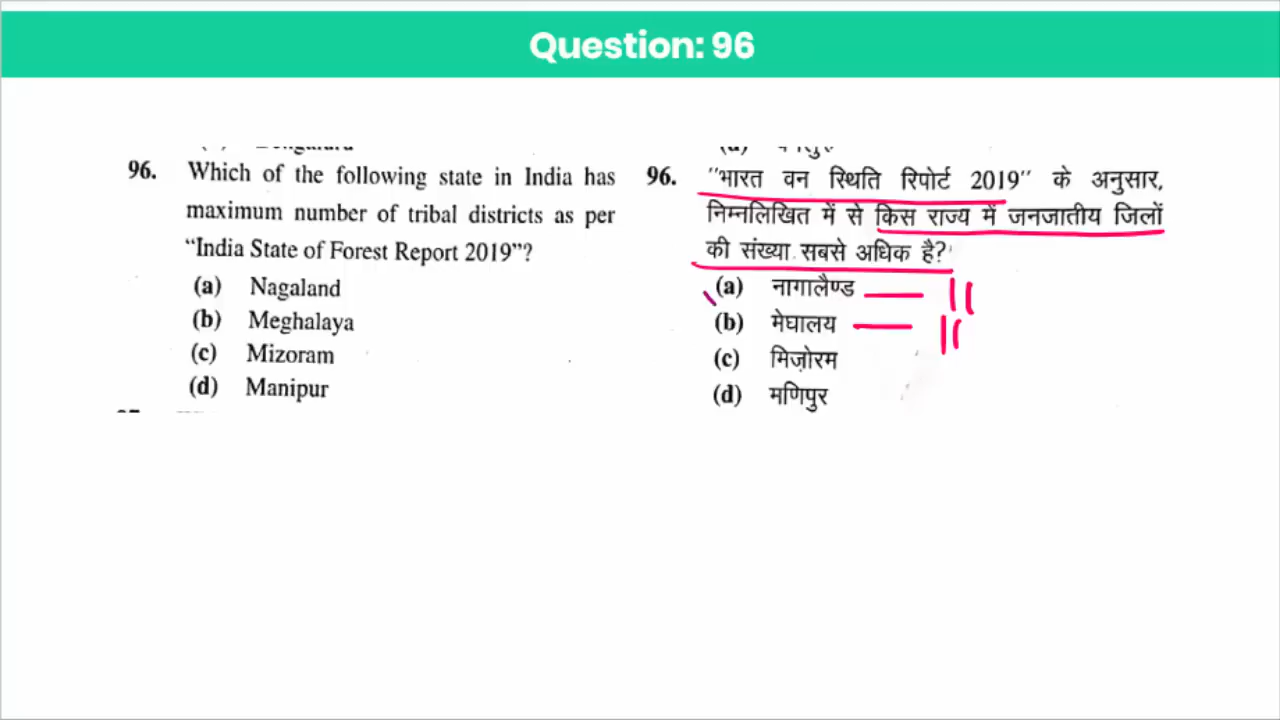 Question: 96
96. Which of the following state in India has
maximum number of tribal districts as per
“India State of Forest Report 2019”?
(a) Nagaland
(b) Meghalaya
(c) Mizoram
(d) Manipur
96. "भारत वन स्थिति रिपोर्ट 2019" के अनुसार,
निम्नलिखित में से किस राज्य में जनजातीय जिलों
की संख्या सबसे अधिक है?
(a) नागालैण्ड — 11
(b) मेघालय — 11
(c) मिज़ोरम
(d) मणिपुर